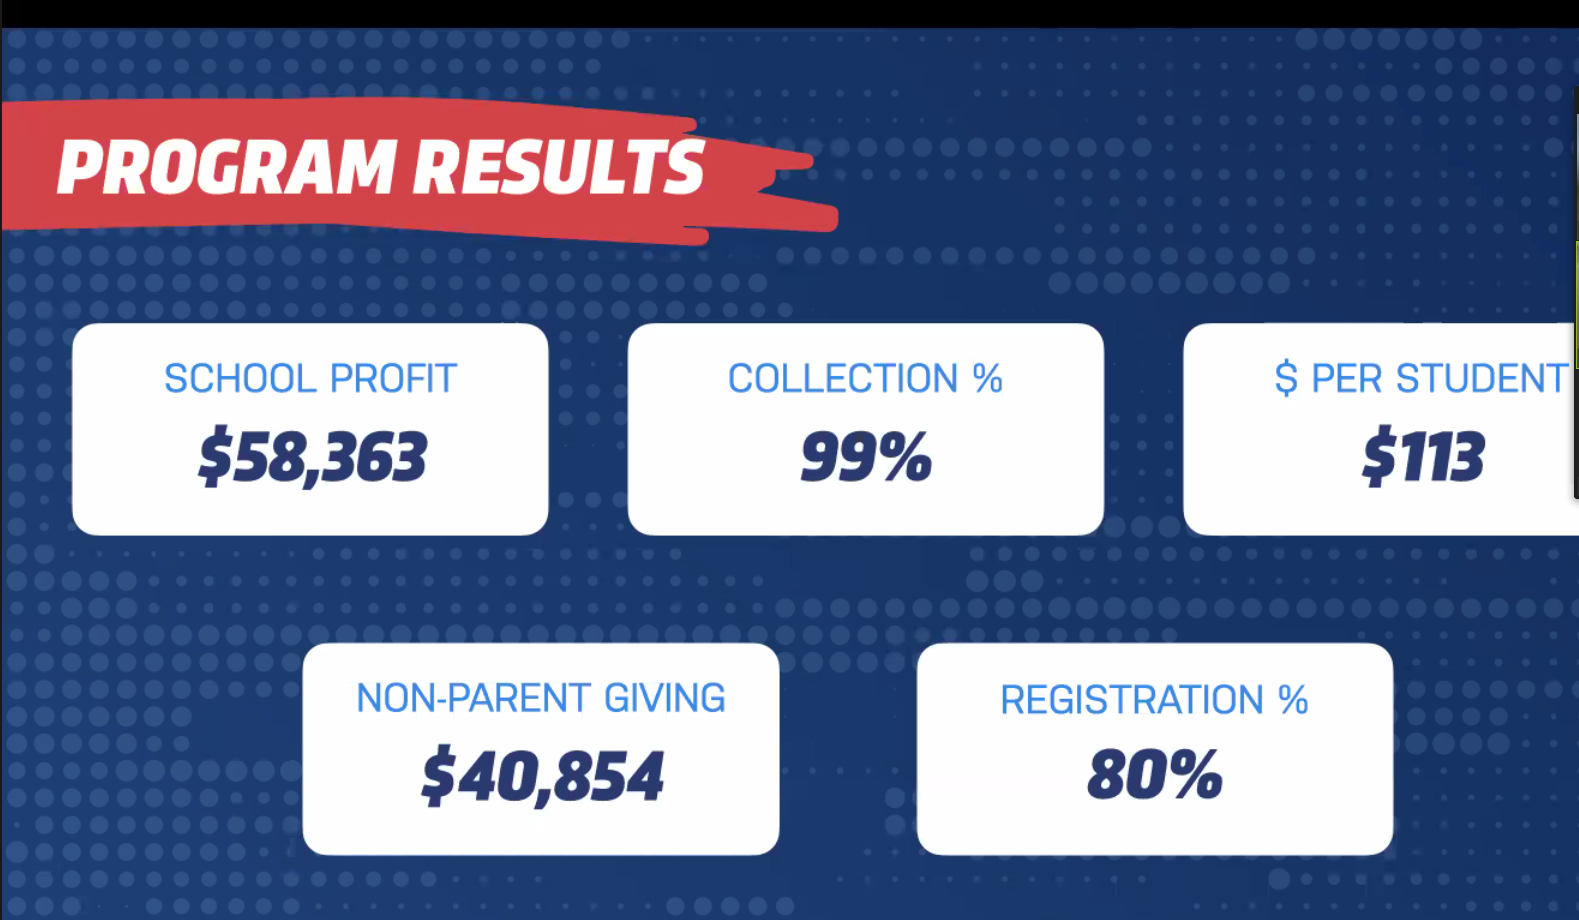 PROGRAM RESULTS
SCHOOL PROFIT
$58,363
COLLECTION %
99%
$ PER STUDENT
$113
NON-PARENT GIVING
$40,854
REGISTRATION %
80%